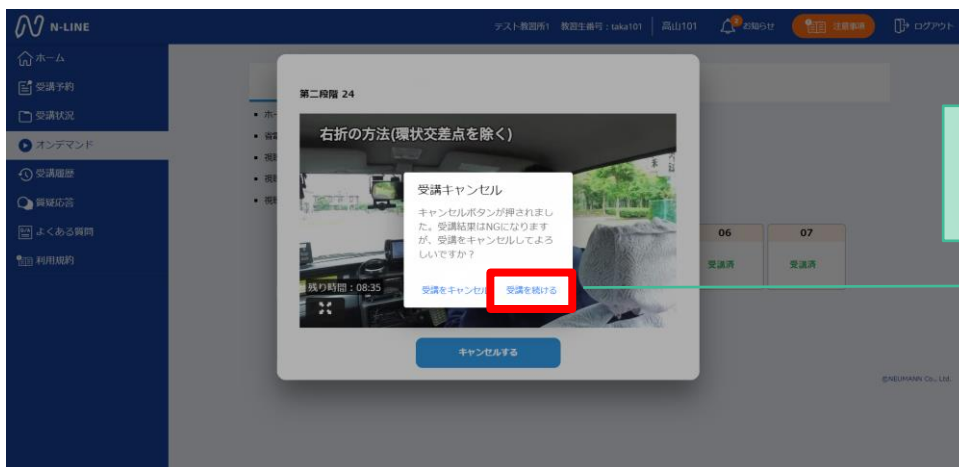 N-LINE
テスト教習所1 教習生番号：taka101 高山101 お知らせ 注意事項 ログアウト
ホーム
受講予約
受講状況
オンデマンド
受講履歴
質疑応答
よくある質問
利用規約
第二段階 24
右折の方法(環状交差点を除く)
受講キャンセル
キャンセルボタンが押されまし
た。受講結果はNGになります
が、受講をキャンセルしてよろ
しいですか？
受講をキャンセル
受講を続ける
残り時間：08:35
キャンセルする
06 07
受講済 受講済
©NEUMANN Co., Ltd.